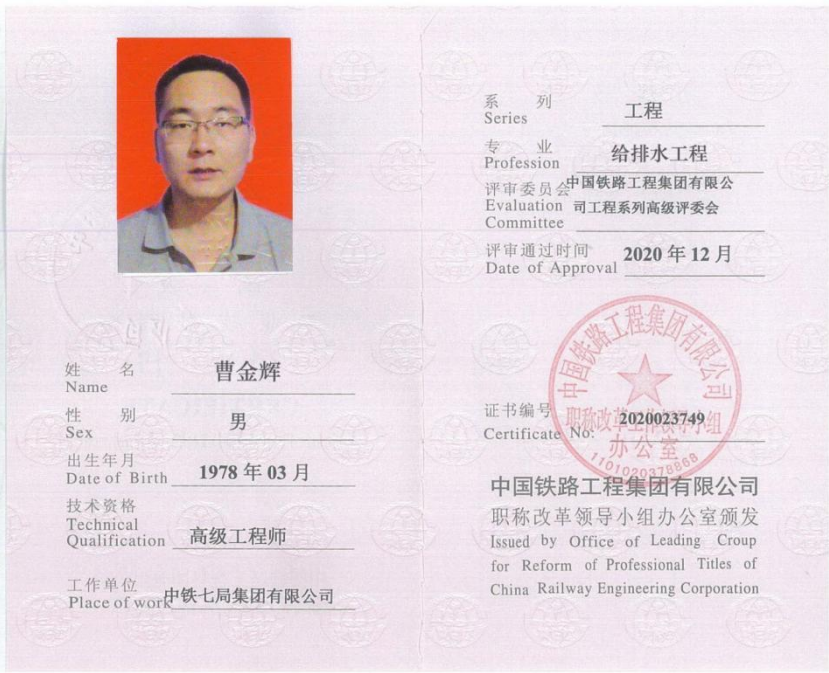 姓 名
Name
曹金辉
性 别
Sex
男
出生年月
Date of Birth
1978 年 03 月
技术资格
Technical
Qualification
高级工程师
工作单位
Place of work
中铁七局集团有限公司
系 列
Series
工程
专 业
Profession
给排水工程
评审委员会
Evaluation
Committee
中国铁路工程集团有限公
司工程系列高级评委会
评审通过时间
Date of Approval
2020 年 12 月
中国铁路工程集团有限公司
职称改革工作领导小组
办公室
1101020378868
证书编号
Certificate No:
2020023749
中国铁路工程集团有限公司
职称改革领导小组办公室颁发
Issued by Office of Leading Croup
for Reform of Professional Titles of
China Railway Engineering Corporation